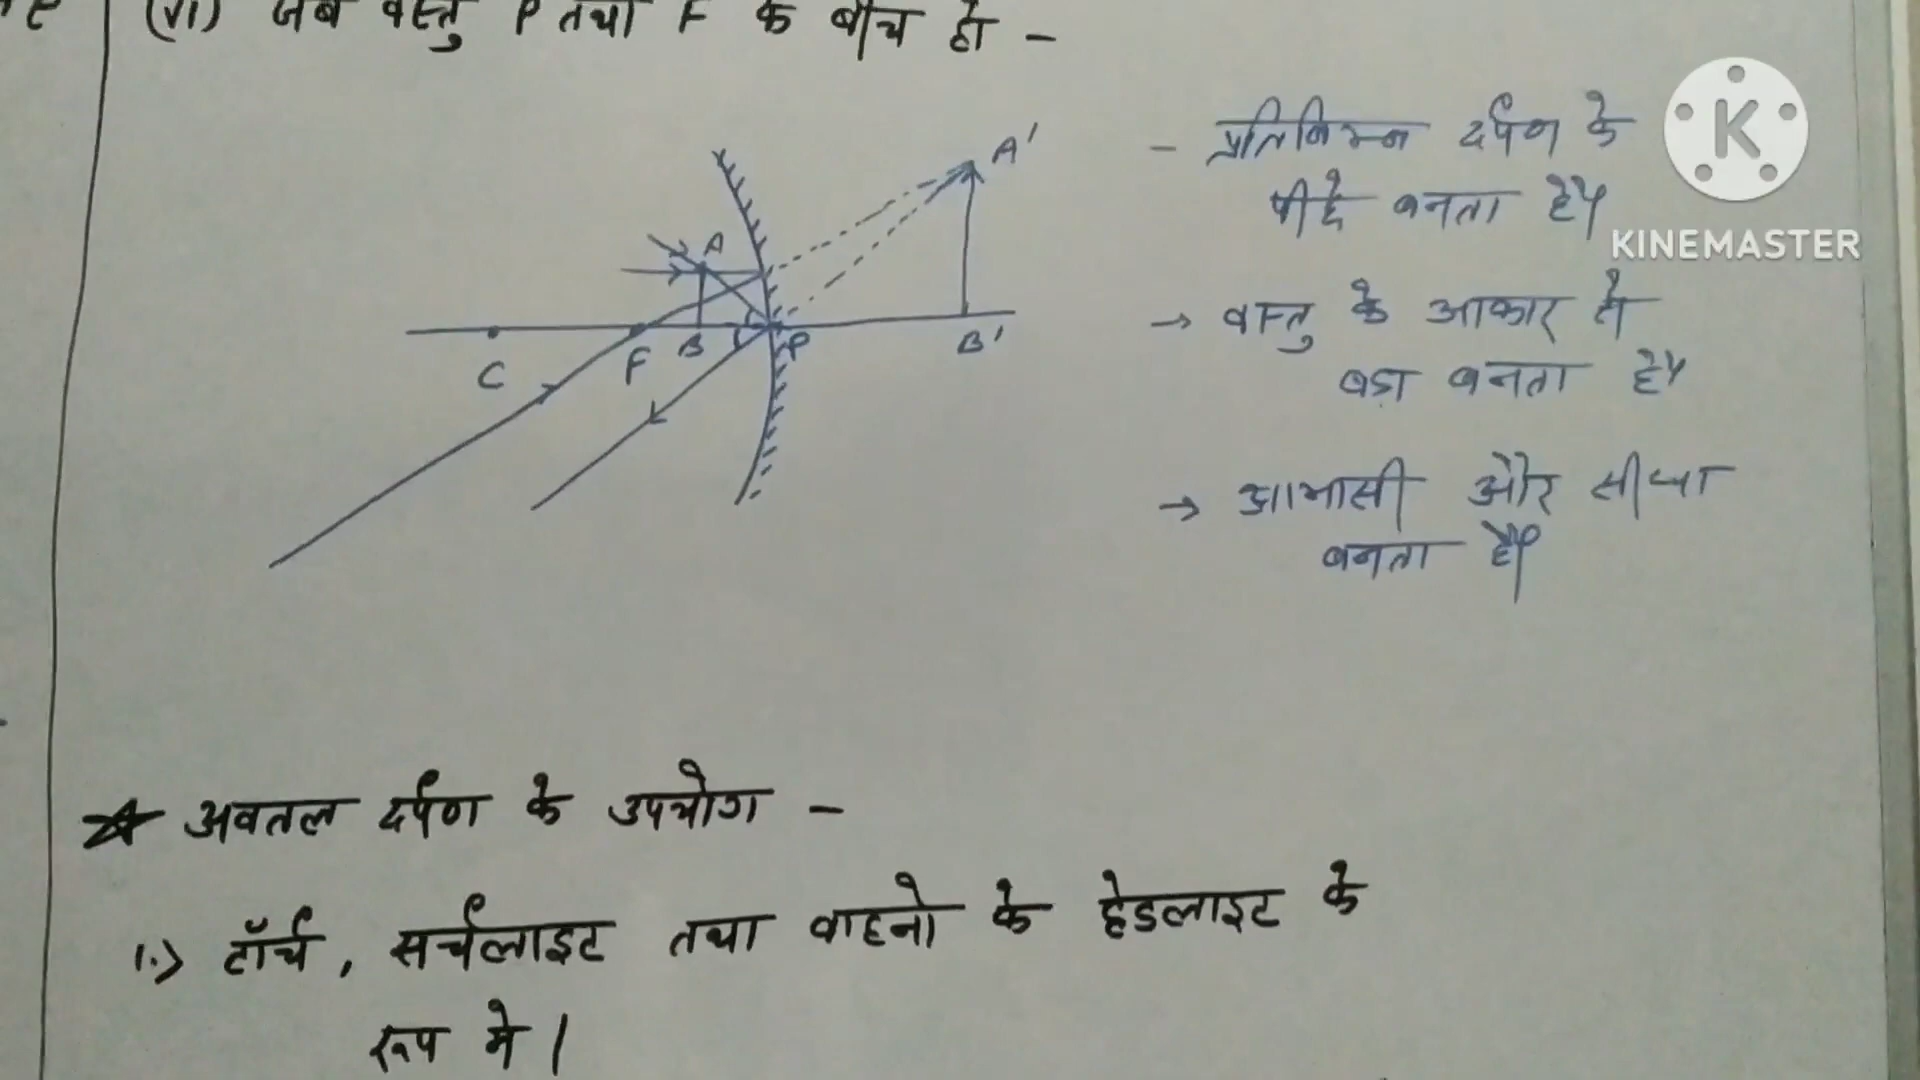 (VI) जब वस्तु P तथा F के बीच हो -
A'
A
C
F
B
P
B'
- प्रतिबिम्ब दर्पण के
पीछे बनता है।
→ वस्तु के आकार से
बड़ा बनता है।
→ आभासी और सीधा
बनता है।
K
KINEMASTER
अवतल दर्पण के उपयोग -
1.> टॉर्च, सर्चलाइट तथा वाहनो के हेडलाइट के
रूप मे।